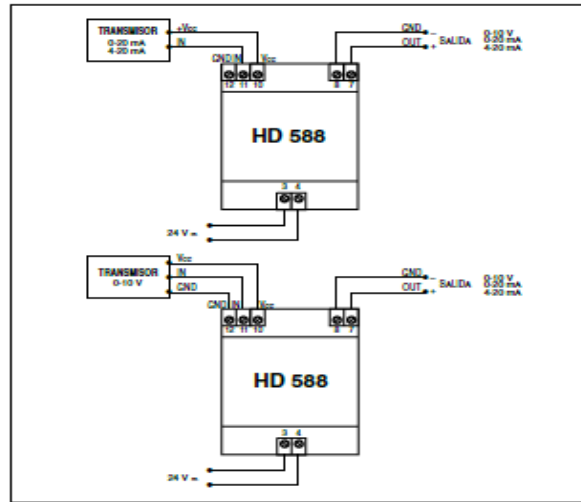 TRANSMISOR
0-20 mA
4-20 mA
+Vcc
IN
GND IN Vcc
12 11 10
GND –
OUT +
SALIDA
0-10 V
0-20 mA
4-20 mA
8 7
HD 588
3 4
24 V =
TRANSMISOR
0-10 V
Vcc
IN
GND
GND IN Vcc
12 11 10
GND –
OUT +
SALIDA
0-10 V
0-20 mA
4-20 mA
8 7
HD 588
3 4
24 V =